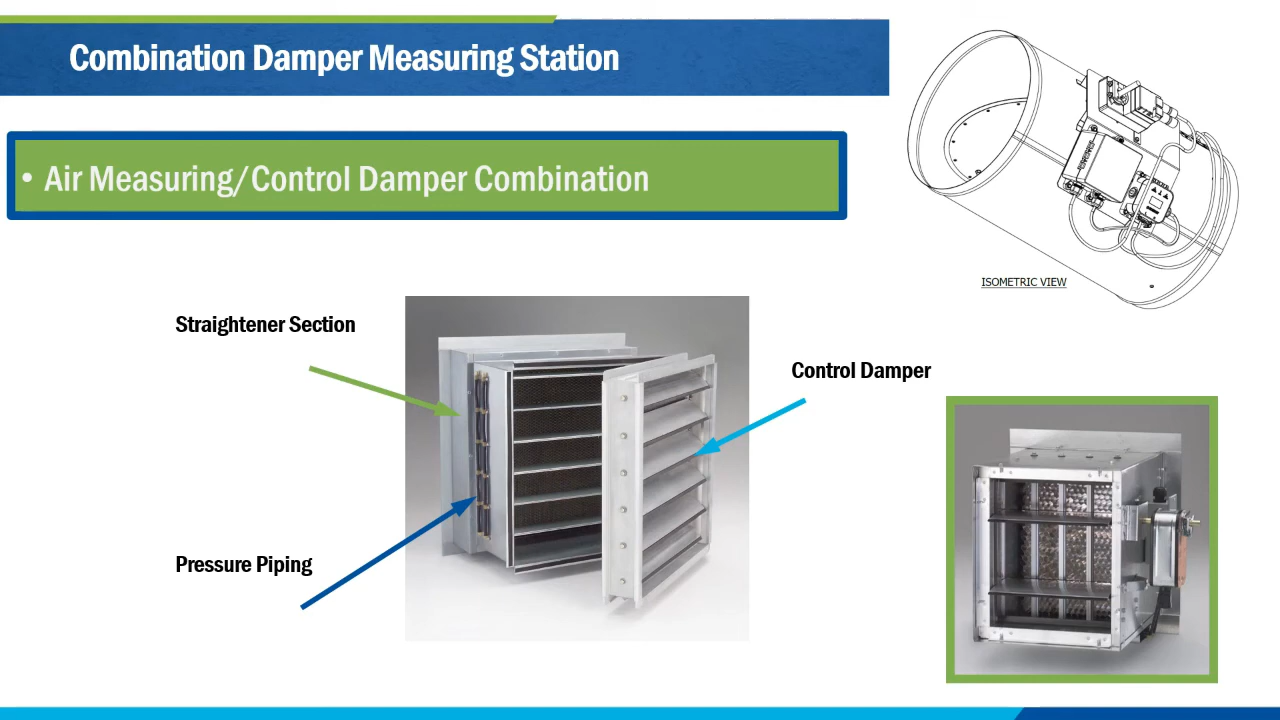 Combination Damper Measuring Station
• Air Measuring/Control Damper Combination
ISOMETRIC VIEW
Straightener Section
Control Damper
Pressure Piping